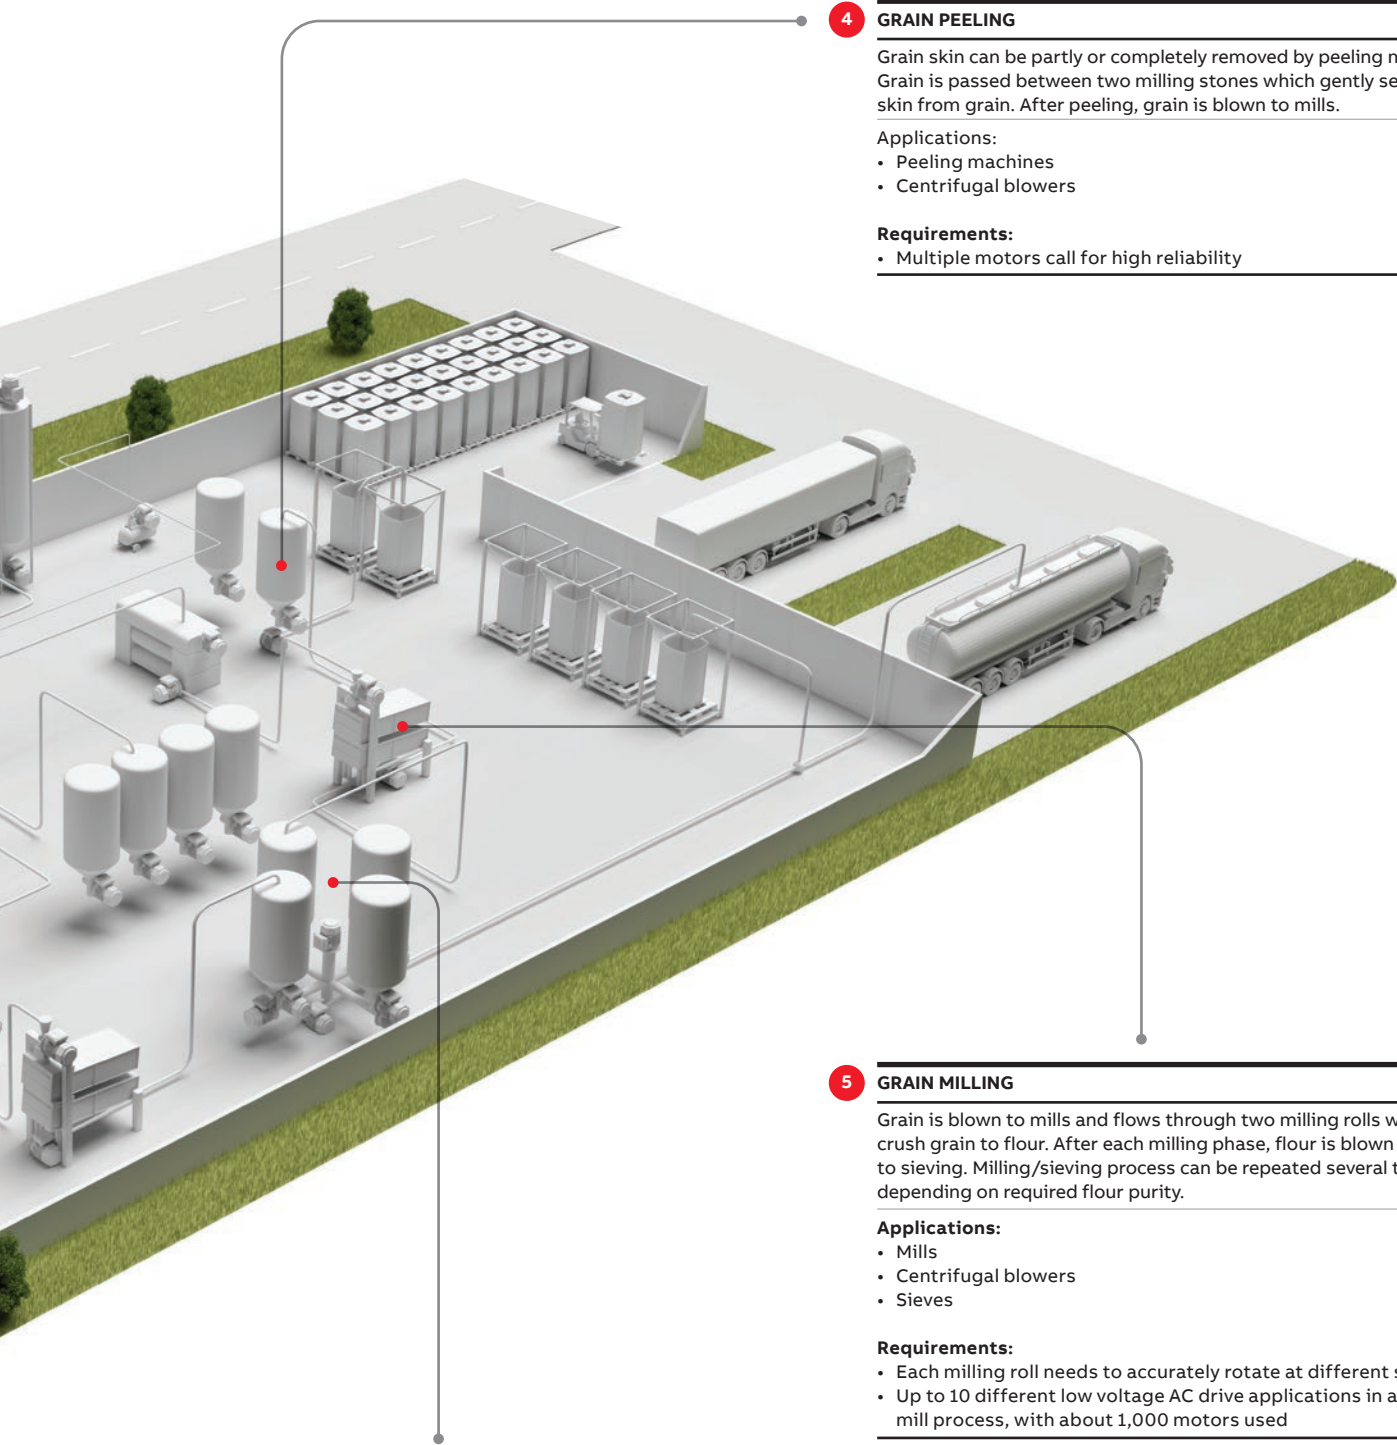 4 GRAIN PEELING
Grain skin can be partly or completely removed by peeling
Grain is passed between two milling stones which gently
skin from grain. After peeling, grain is blown to mills.
Applications:
• Peeling machines
• Centrifugal blowers
Requirements:
• Multiple motors call for high reliability
5 GRAIN MILLING
Grain is blown to mills and flows through two milling rolls
crush grain to flour. After each milling phase, flour is blown
to sieving. Milling/sieving process can be repeated several
depending on required flour purity.
Applications:
• Mills
• Centrifugal blowers
• Sieves
Requirements:
• Each milling roll needs to accurately rotate at different
• Up to 10 different low voltage AC drive applications in a
mill process, with about 1,000 motors used